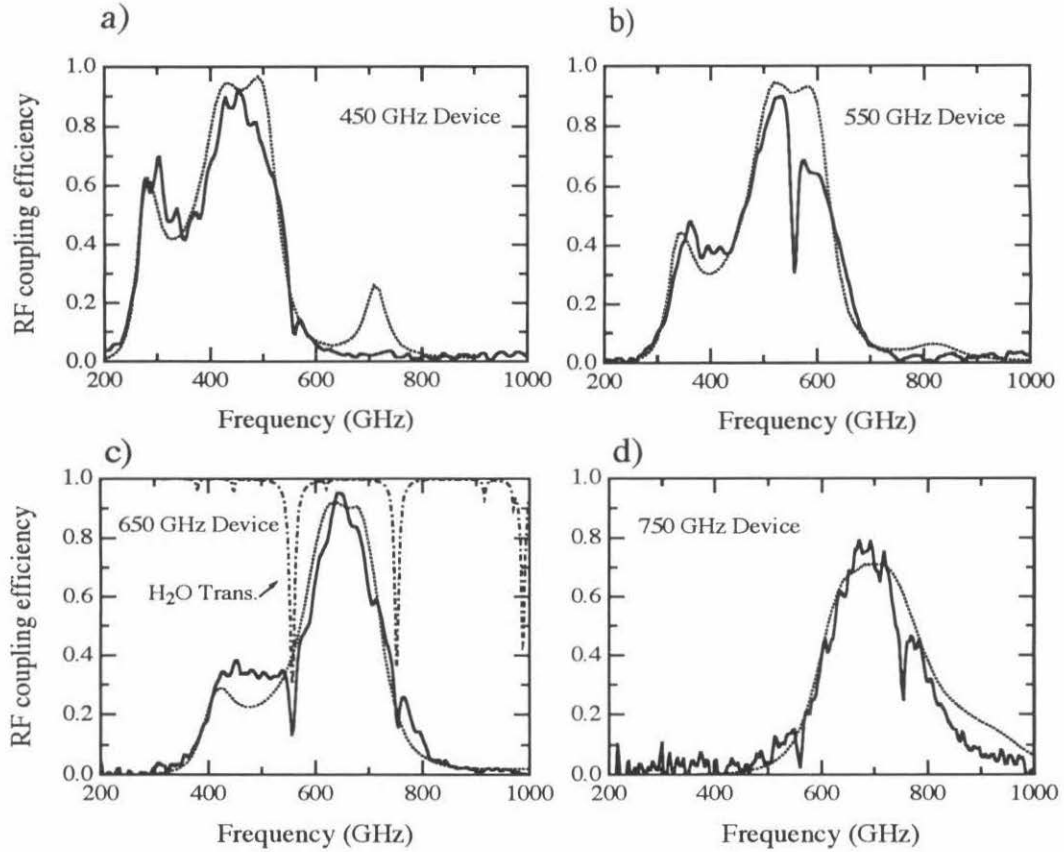 a)
b)
RF coupling efficiency
1.0
0.8
0.6
0.4
0.2
0.0
450 GHz Device
200
400
600
800
1000
Frequency (GHz)
1.0
0.8
0.6
0.4
0.2
0.0
550 GHz Device
200
400
600
800
1000
Frequency (GHz)
c)
d)
RF coupling efficiency
1.0
0.8
0.6
0.4
0.2
0.0
650 GHz Device
H2O Trans.
200
400
600
800
1000
Frequency (GHz)
1.0
0.8
0.6
0.4
0.2
0.0
750 GHz Device
200
400
600
800
1000
Frequency (GHz)